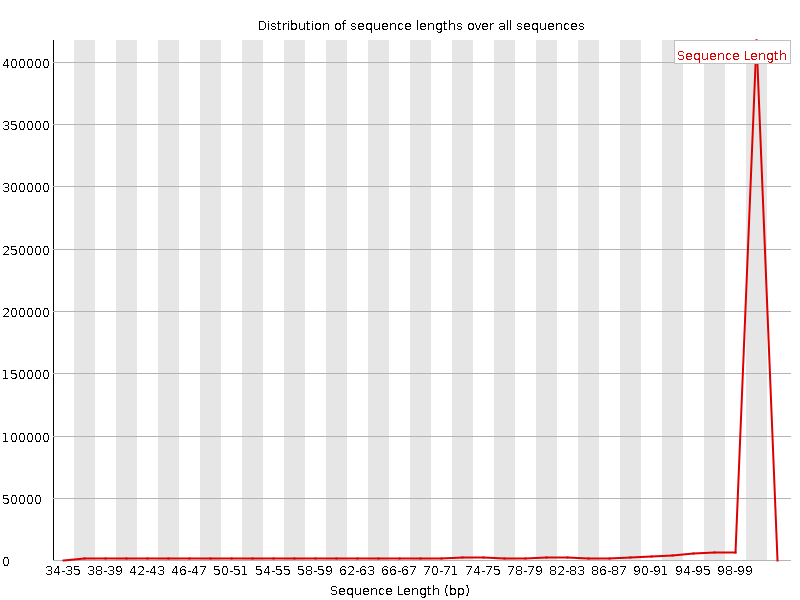 Distribution of sequence lengths over all sequences
Sequence Length
400000
350000
300000
250000
200000
150000
100000
50000
0
34-35 38-39 42-43 46-47 50-51 54-55 58-59 62-63 66-67 70-71 74-75 78-79 82-83 86-87 90-91 94-95 98-99
Sequence Length (bp)